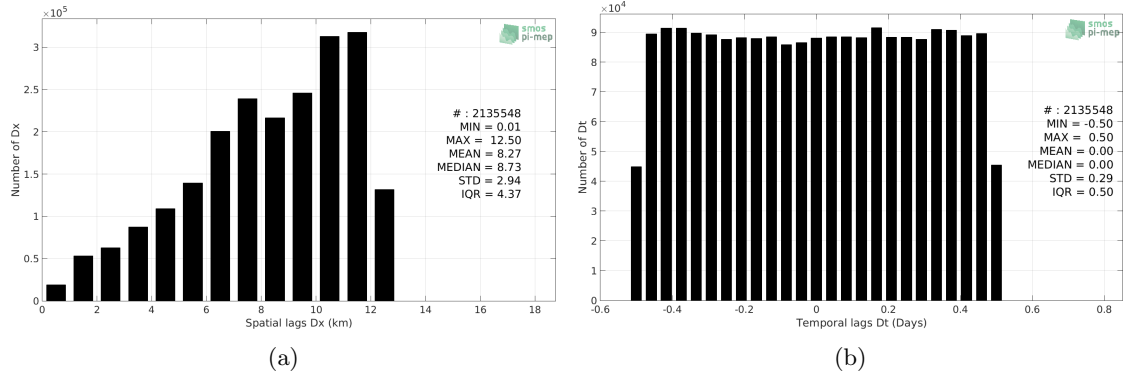 ×10^5
smos
pi-mep
3
2.5
2
1.5
1
0.5
0
Number of Dx
# : 2135548
MIN = 0.01
MAX = 12.50
MEAN = 8.27
MEDIAN = 8.73
STD = 2.94
IQR = 4.37
0 2 4 6 8 10 12 14 16 18
Spatial lags Dx (km)
(a)
×10^4
smos
pi-mep
9
8
7
6
5
4
3
2
1
0
Number of Dt
# : 2135548
MIN = -0.50
MAX = 0.50
MEAN = 0.00
MEDIAN = 0.00
STD = 0.29
IQR = 0.50
-0.6 -0.4 -0.2 0 0.2 0.4 0.6 0.8
Temporal lags Dt (Days)
(b)